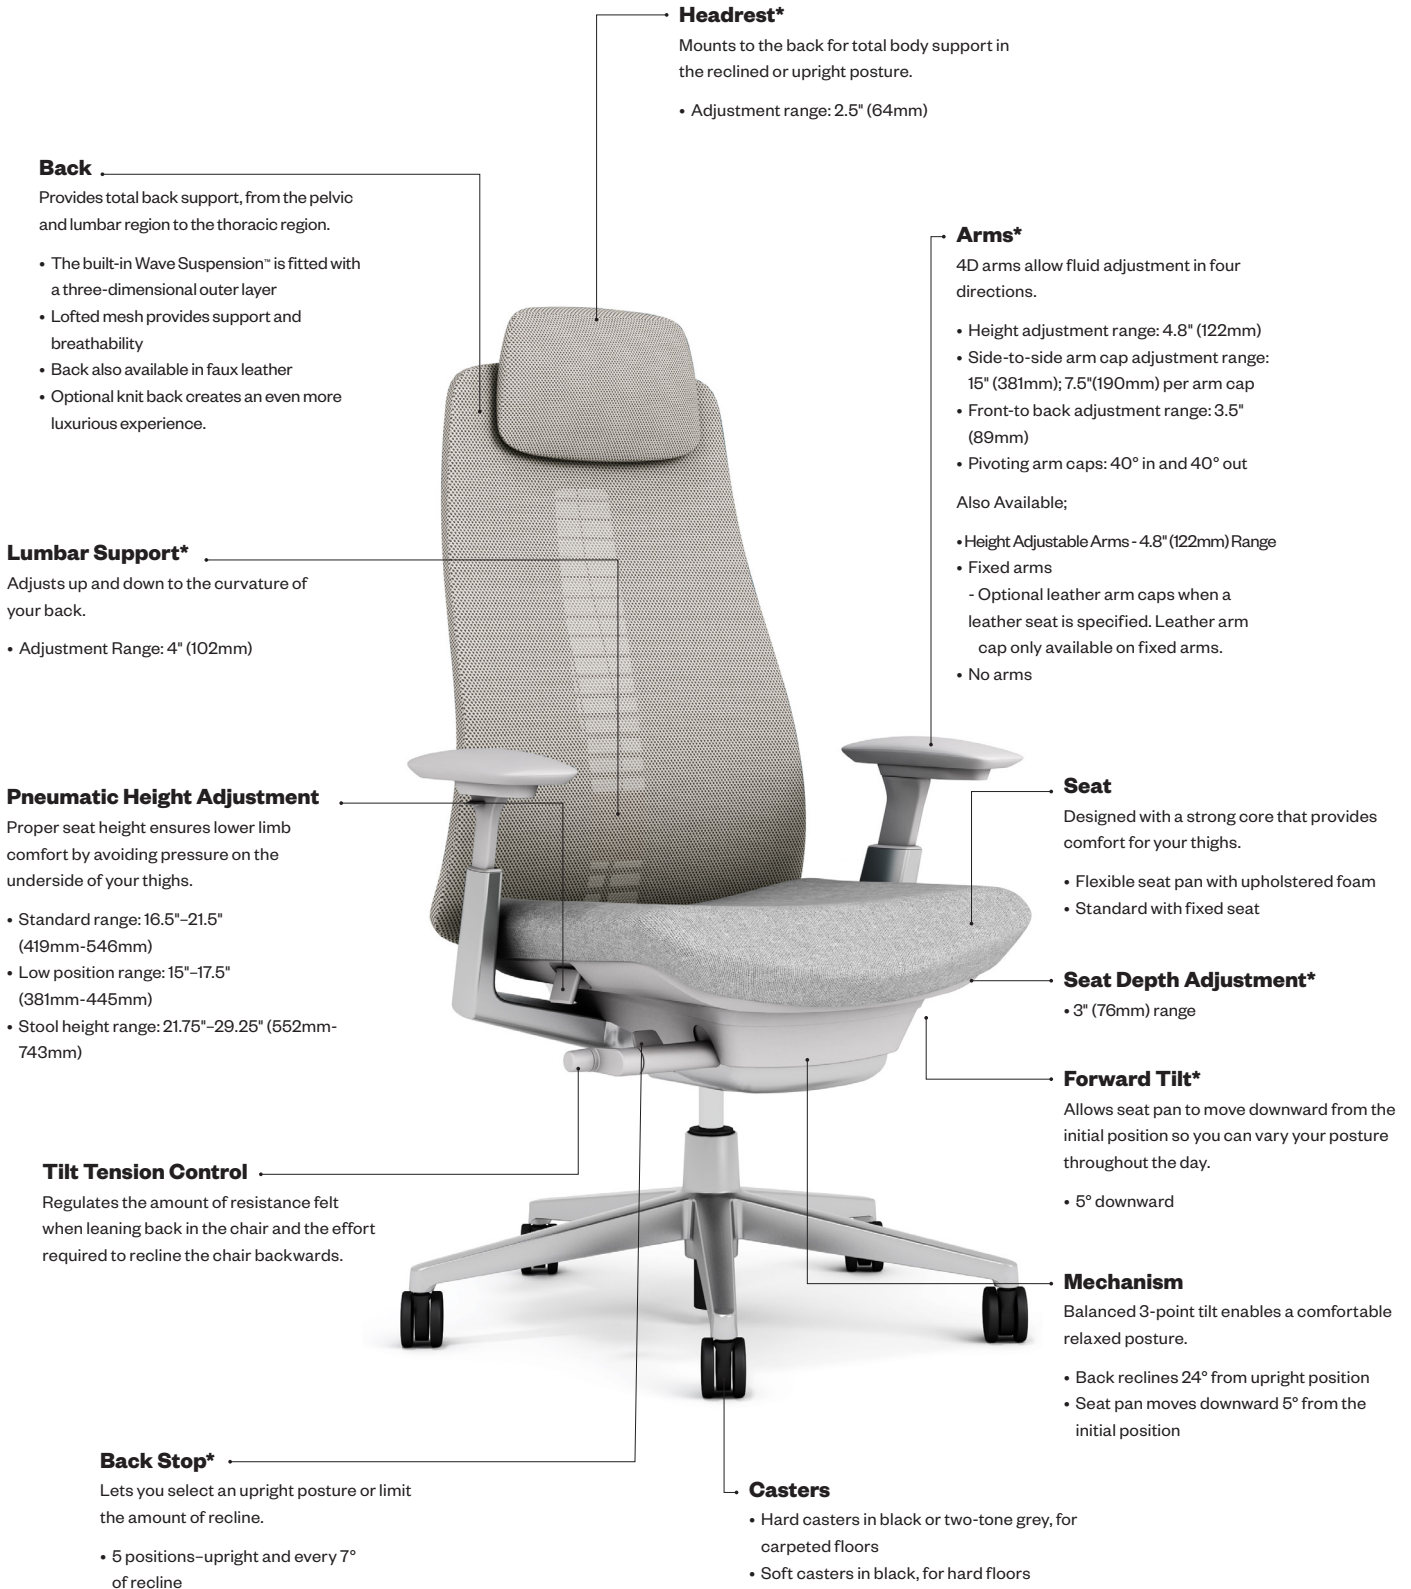 Headrest*
Mounts to the back for total body support in
the reclined or upright posture.
• Adjustment range: 2.5" (64mm)
Back
Provides total back support, from the pelvic
and lumbar region to the thoracic region.
• The built-in Wave Suspension™ is fitted with
a three-dimensional outer layer
• Lofted mesh provides support and
breathability
• Back also available in faux leather
• Optional knit back creates an even more
luxurious experience.
Arms*
4D arms allow fluid adjustment in four
directions.
• Height adjustment range: 4.8" (122mm)
• Side-to-side arm cap adjustment range:
15" (381mm); 7.5"(190mm) per arm cap
• Front-to back adjustment range: 3.5"
(89mm)
• Pivoting arm caps: 40° in and 40° out
Also Available;
• Height Adjustable Arms - 4.8" (122mm) Range
• Fixed arms
- Optional leather arm caps when a
leather seat is specified. Leather arm
cap only available on fixed arms.
• No arms
Lumbar Support*
Adjusts up and down to the curvature of
your back.
• Adjustment Range: 4" (102mm)
Pneumatic Height Adjustment
Proper seat height ensures lower limb
comfort by avoiding pressure on the
underside of your thighs.
• Standard range: 16.5"–21.5"
(419mm-546mm)
• Low position range: 15"–17.5"
(381mm-445mm)
• Stool height range: 21.75"–29.25" (552mm-
743mm)
Seat
Designed with a strong core that provides
comfort for your thighs.
• Flexible seat pan with upholstered foam
• Standard with fixed seat
Seat Depth Adjustment*
• 3" (76mm) range
Forward Tilt*
Allows seat pan to move downward from the
initial position so you can vary your posture
throughout the day.
• 5° downward
Tilt Tension Control
Regulates the amount of resistance felt
when leaning back in the chair and the effort
required to recline the chair backwards.
Mechanism
Balanced 3-point tilt enables a comfortable
relaxed posture.
• Back reclines 24° from upright position
• Seat pan moves downward 5° from the
initial position
Back Stop*
Lets you select an upright posture or limit
the amount of recline.
• 5 positions–upright and every 7°
of recline
Casters
• Hard casters in black or two-tone grey, for
carpeted floors
• Soft casters in black, for hard floors